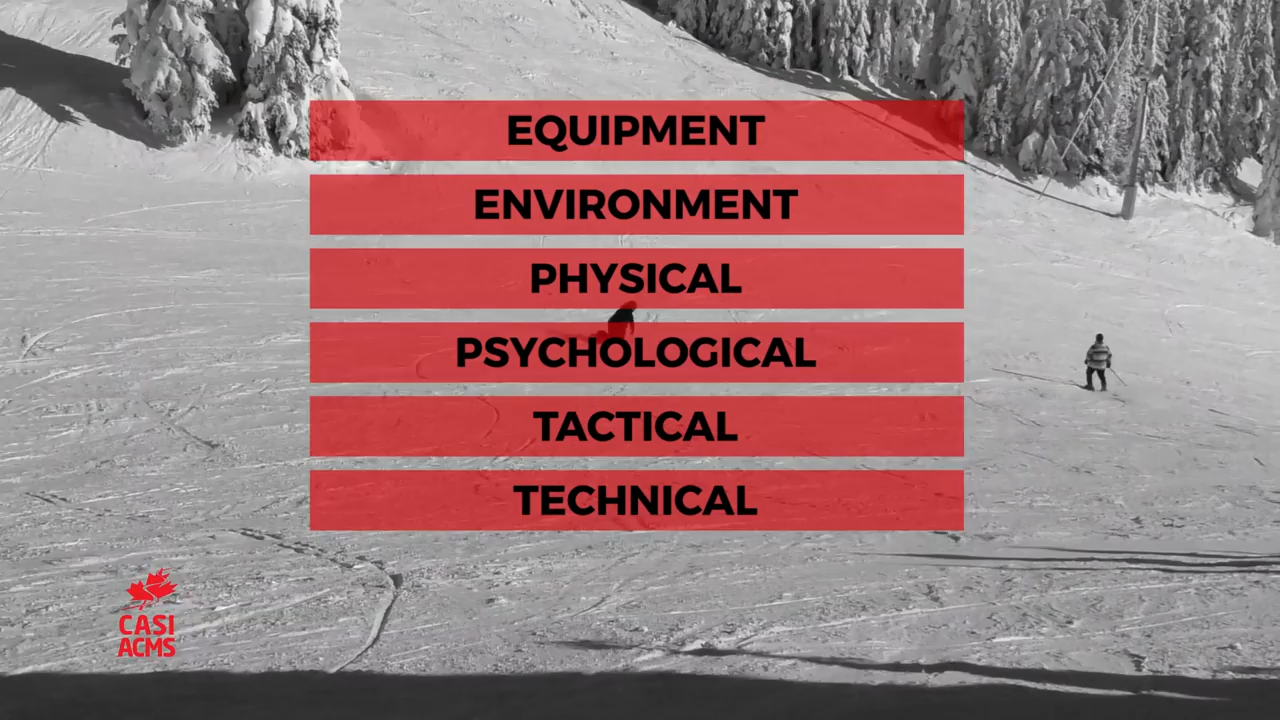 EQUIPMENT
ENVIRONMENT
PHYSICAL
PSYCHOLOGICAL
TACTICAL
TECHNICAL
CASI
ACMS